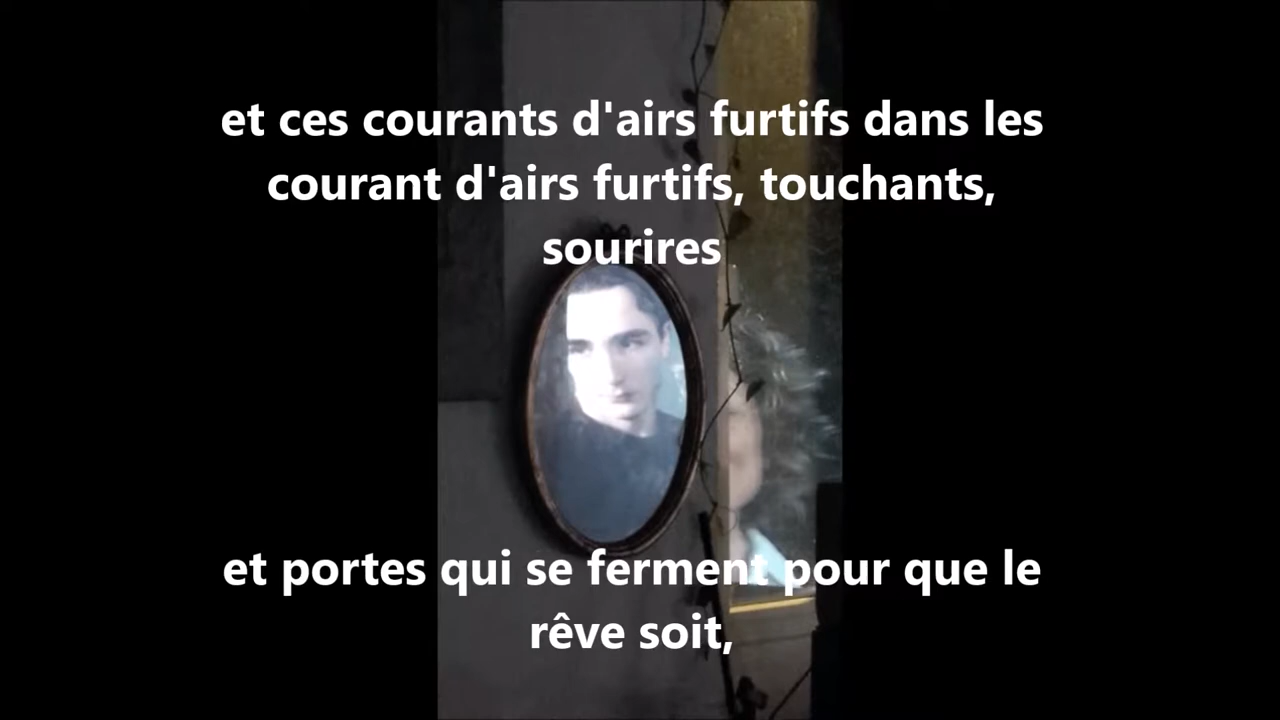 et ces courants d'airs furtifs dans les
courant d'airs furtifs, touchants,
sourires
et portes qui se ferment pour que le
rêve soit,